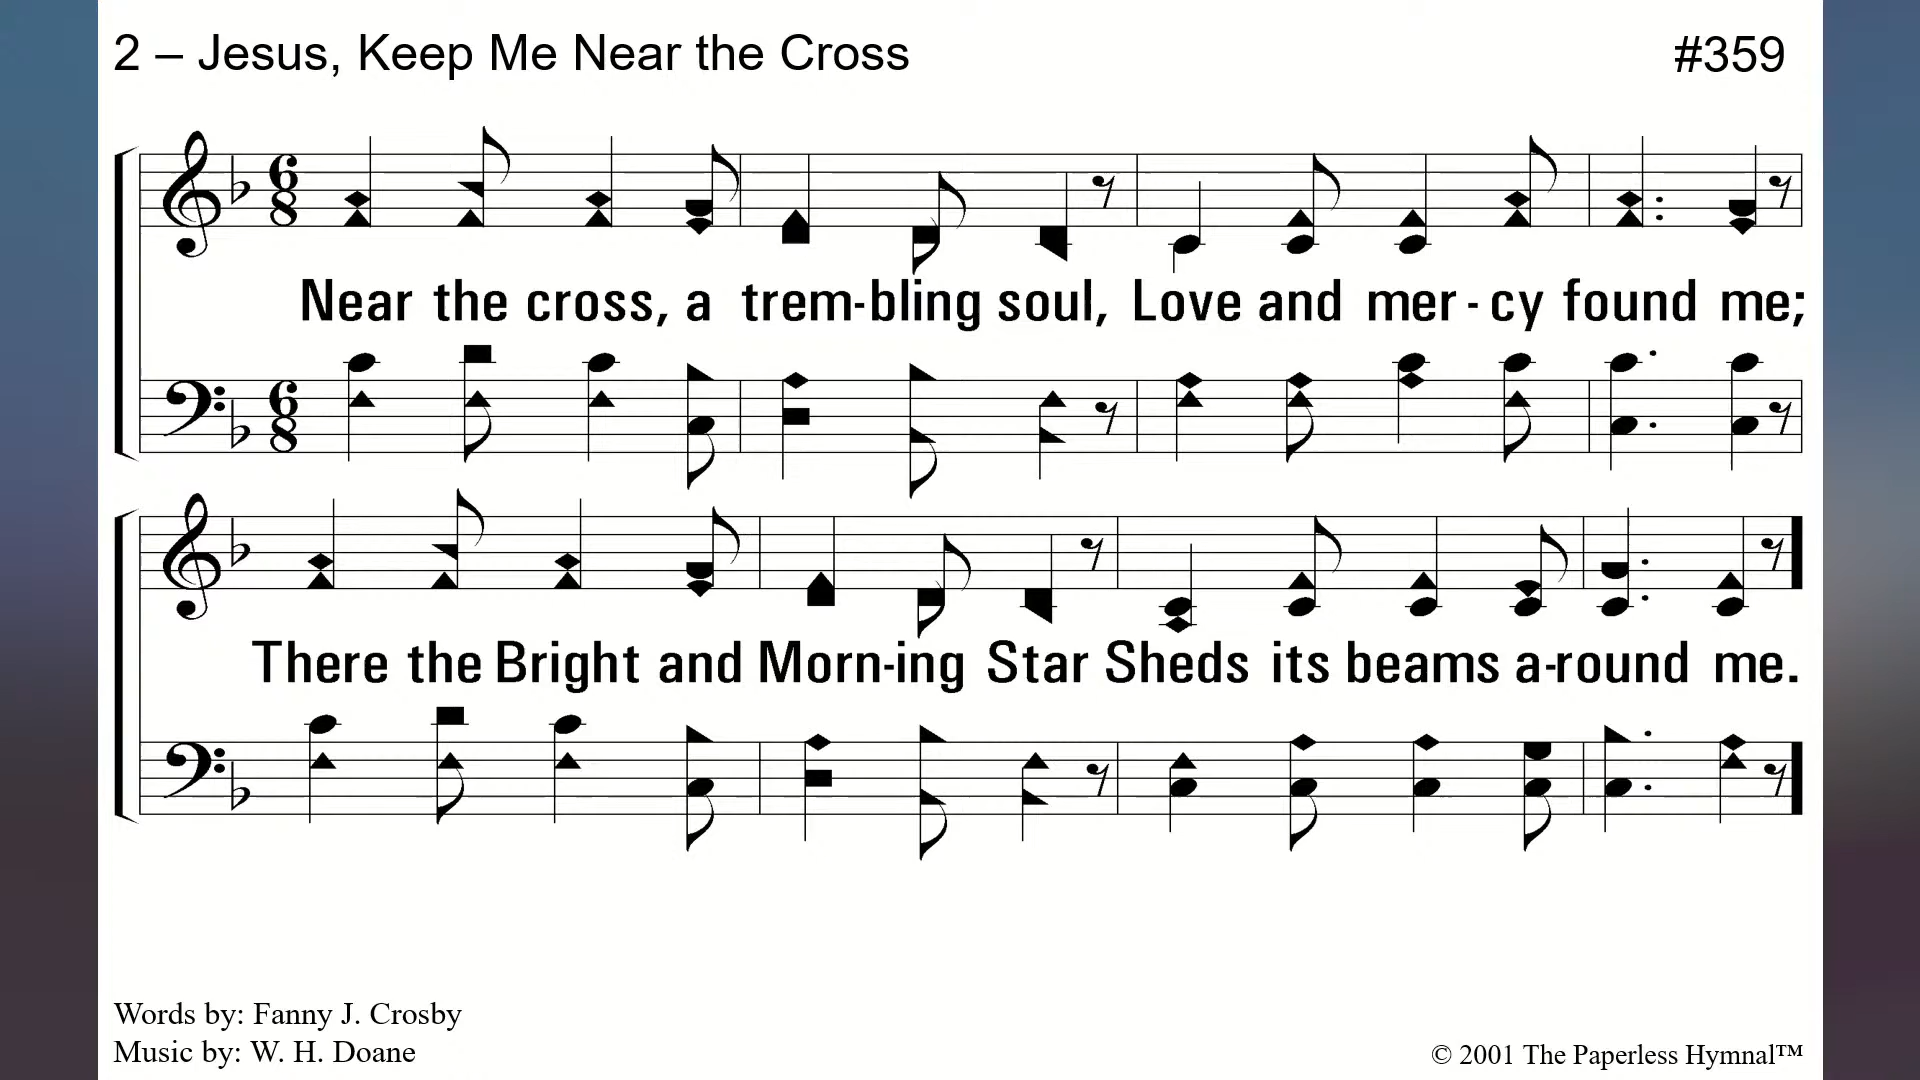 2 – Jesus, Keep Me Near the Cross #359
Near the cross, a trem-bling soul, Love and mer-cy found me;
There the Bright and Morn-ing Star Sheds its beams a-round me.
Words by: Fanny J. Crosby
Music by: W. H. Doane
© 2001 The Paperless Hymnal™